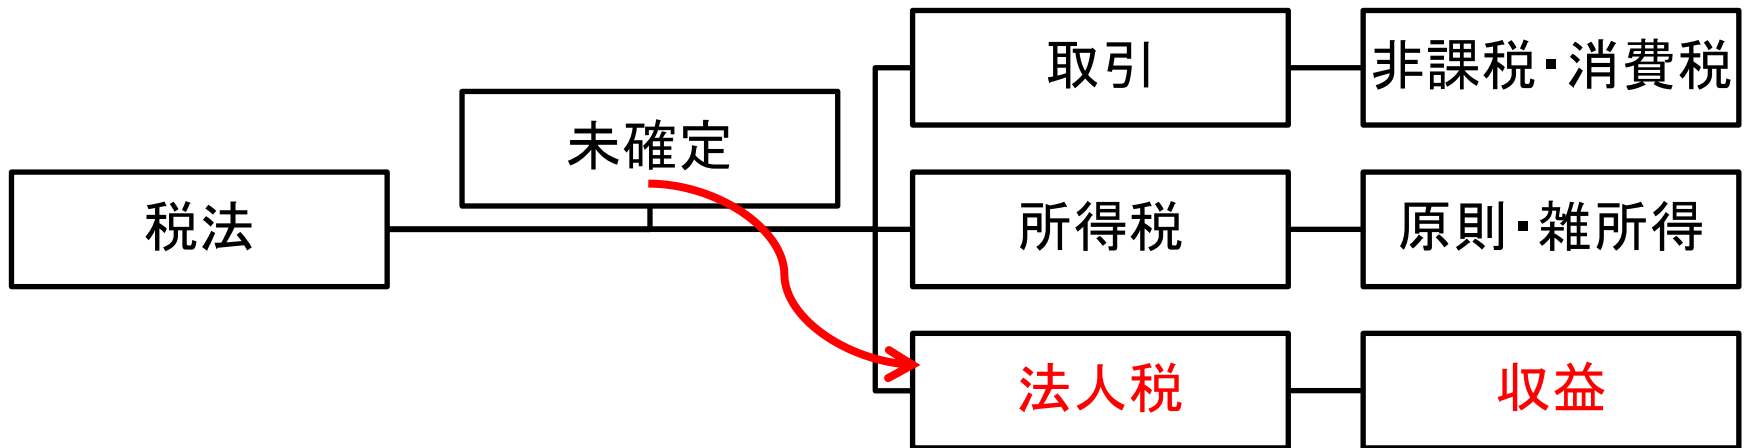 税法
未確定
取引
非課税・消費税
所得税
原則・雑所得
法人税
収益